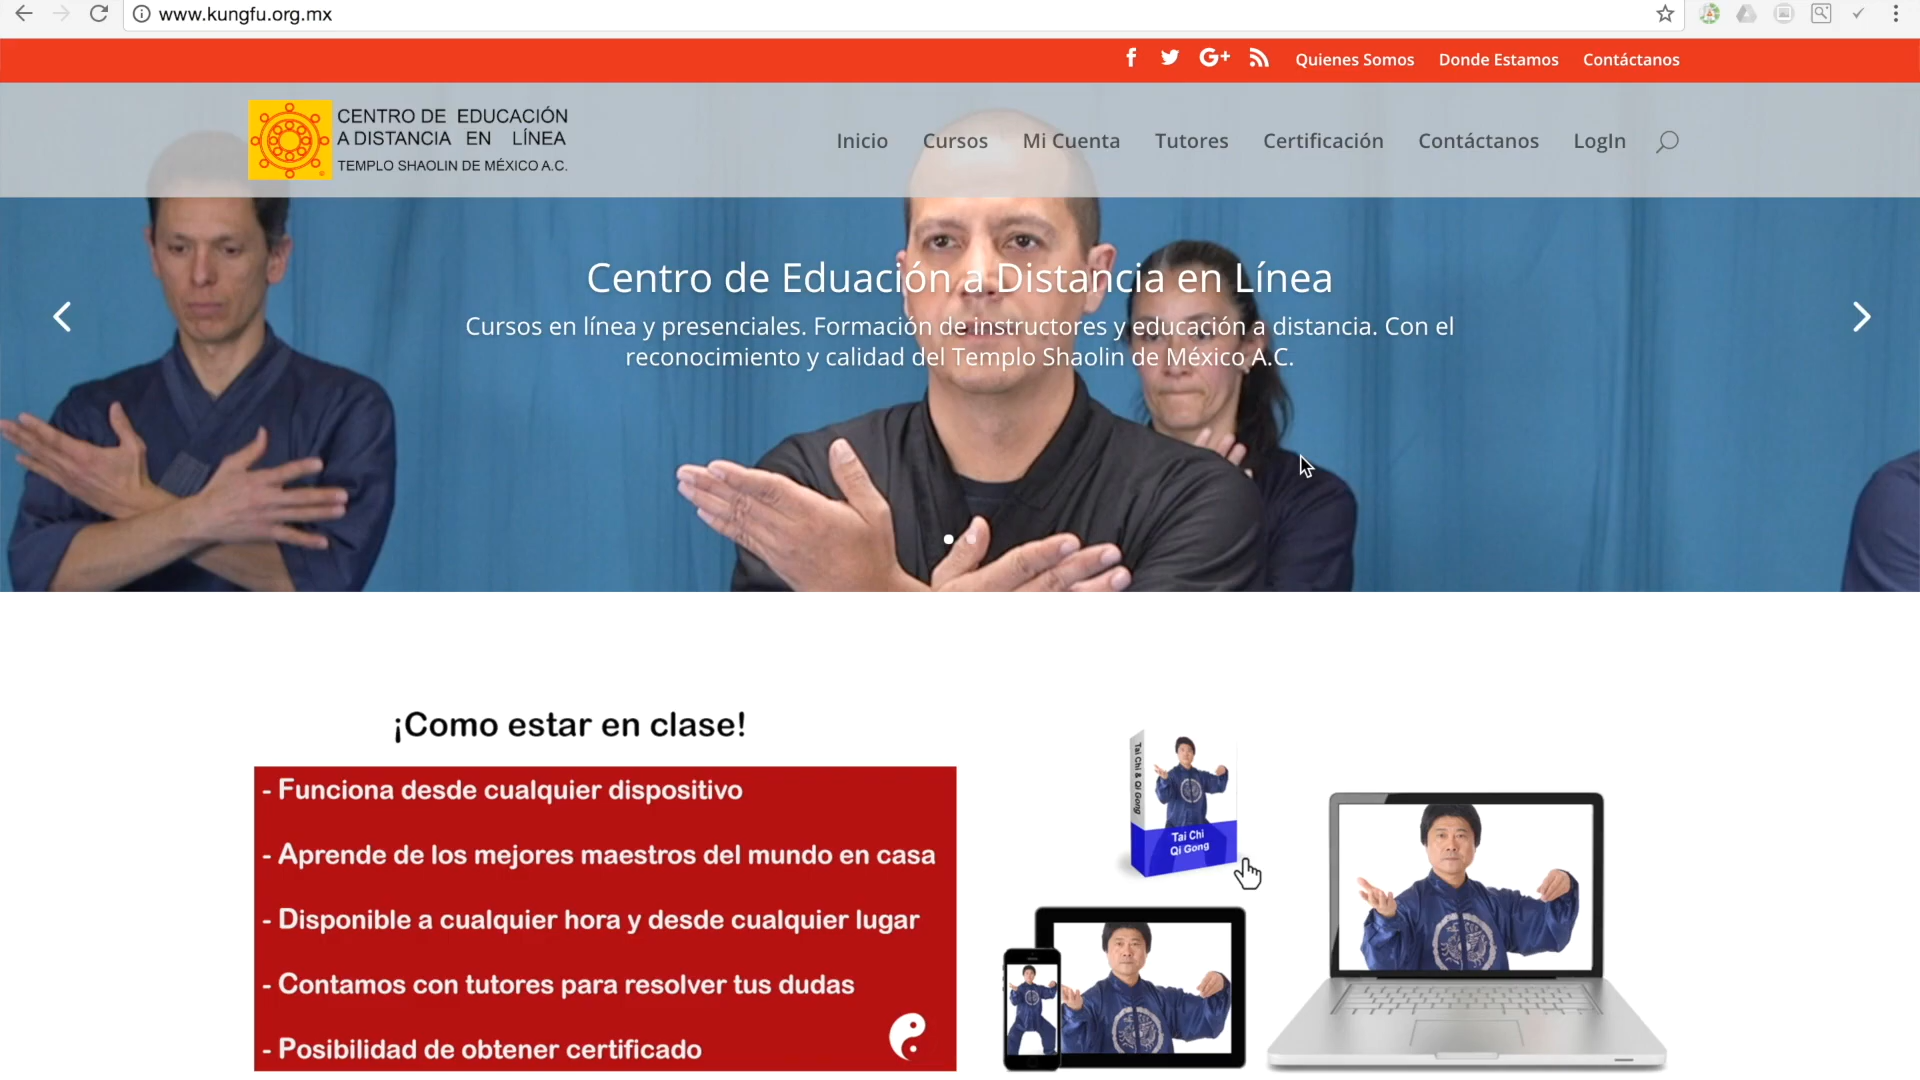 www.kungfu.org.mx
Quienes Somos Donde Estamos Contáctanos
CENTRO DE EDUCACIÓN
A DISTANCIA EN LÍNEA
TEMPLO SHAOLIN DE MÉXICO A.C.
Inicio Cursos Mi Cuenta Tutores Certificación Contáctanos LogIn
Centro de Eduación a Distancia en Línea
Cursos en línea y presenciales. Formación de instructores y educación a distancia. Con el
reconocimiento y calidad del Templo Shaolin de México A.C.
¡Como estar en clase!
- Funciona desde cualquier dispositivo
- Aprende de los mejores maestros del mundo en casa
- Disponible a cualquier hora y desde cualquier lugar
- Contamos con tutores para resolver tus dudas
- Posibilidad de obtener certificado
Tai Chi & Qi Gong
Tai Chi
Qi Gong